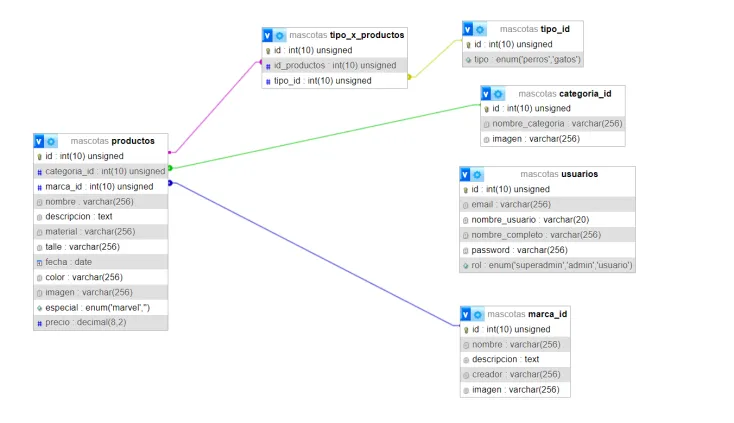 mascotas tipo_x_productos
id : int(10) unsigned
id_productos : int(10) unsigned
tipo_id : int(10) unsigned
mascotas tipo_id
id : int(10) unsigned
tipo : enum('perros','gatos')
mascotas categoria_id
id : int(10) unsigned
nombre_categoria : varchar(256)
imagen : varchar(256)
mascotas productos
id : int(10) unsigned
categoria_id : int(10) unsigned
marca_id : int(10) unsigned
nombre : varchar(256)
descripcion : text
material : varchar(256)
talle : varchar(256)
fecha : date
color : varchar(256)
imagen : varchar(256)
especial : enum('marvel','')
precio : decimal(8,2)
mascotas usuarios
id : int(10) unsigned
email : varchar(256)
nombre_usuario : varchar(20)
nombre_completo : varchar(256)
password : varchar(256)
rol : enum('superadmin','admin','usuario')
mascotas marca_id
id : int(10) unsigned
nombre : varchar(256)
descripcion : text
creador : varchar(256)
imagen : varchar(256)